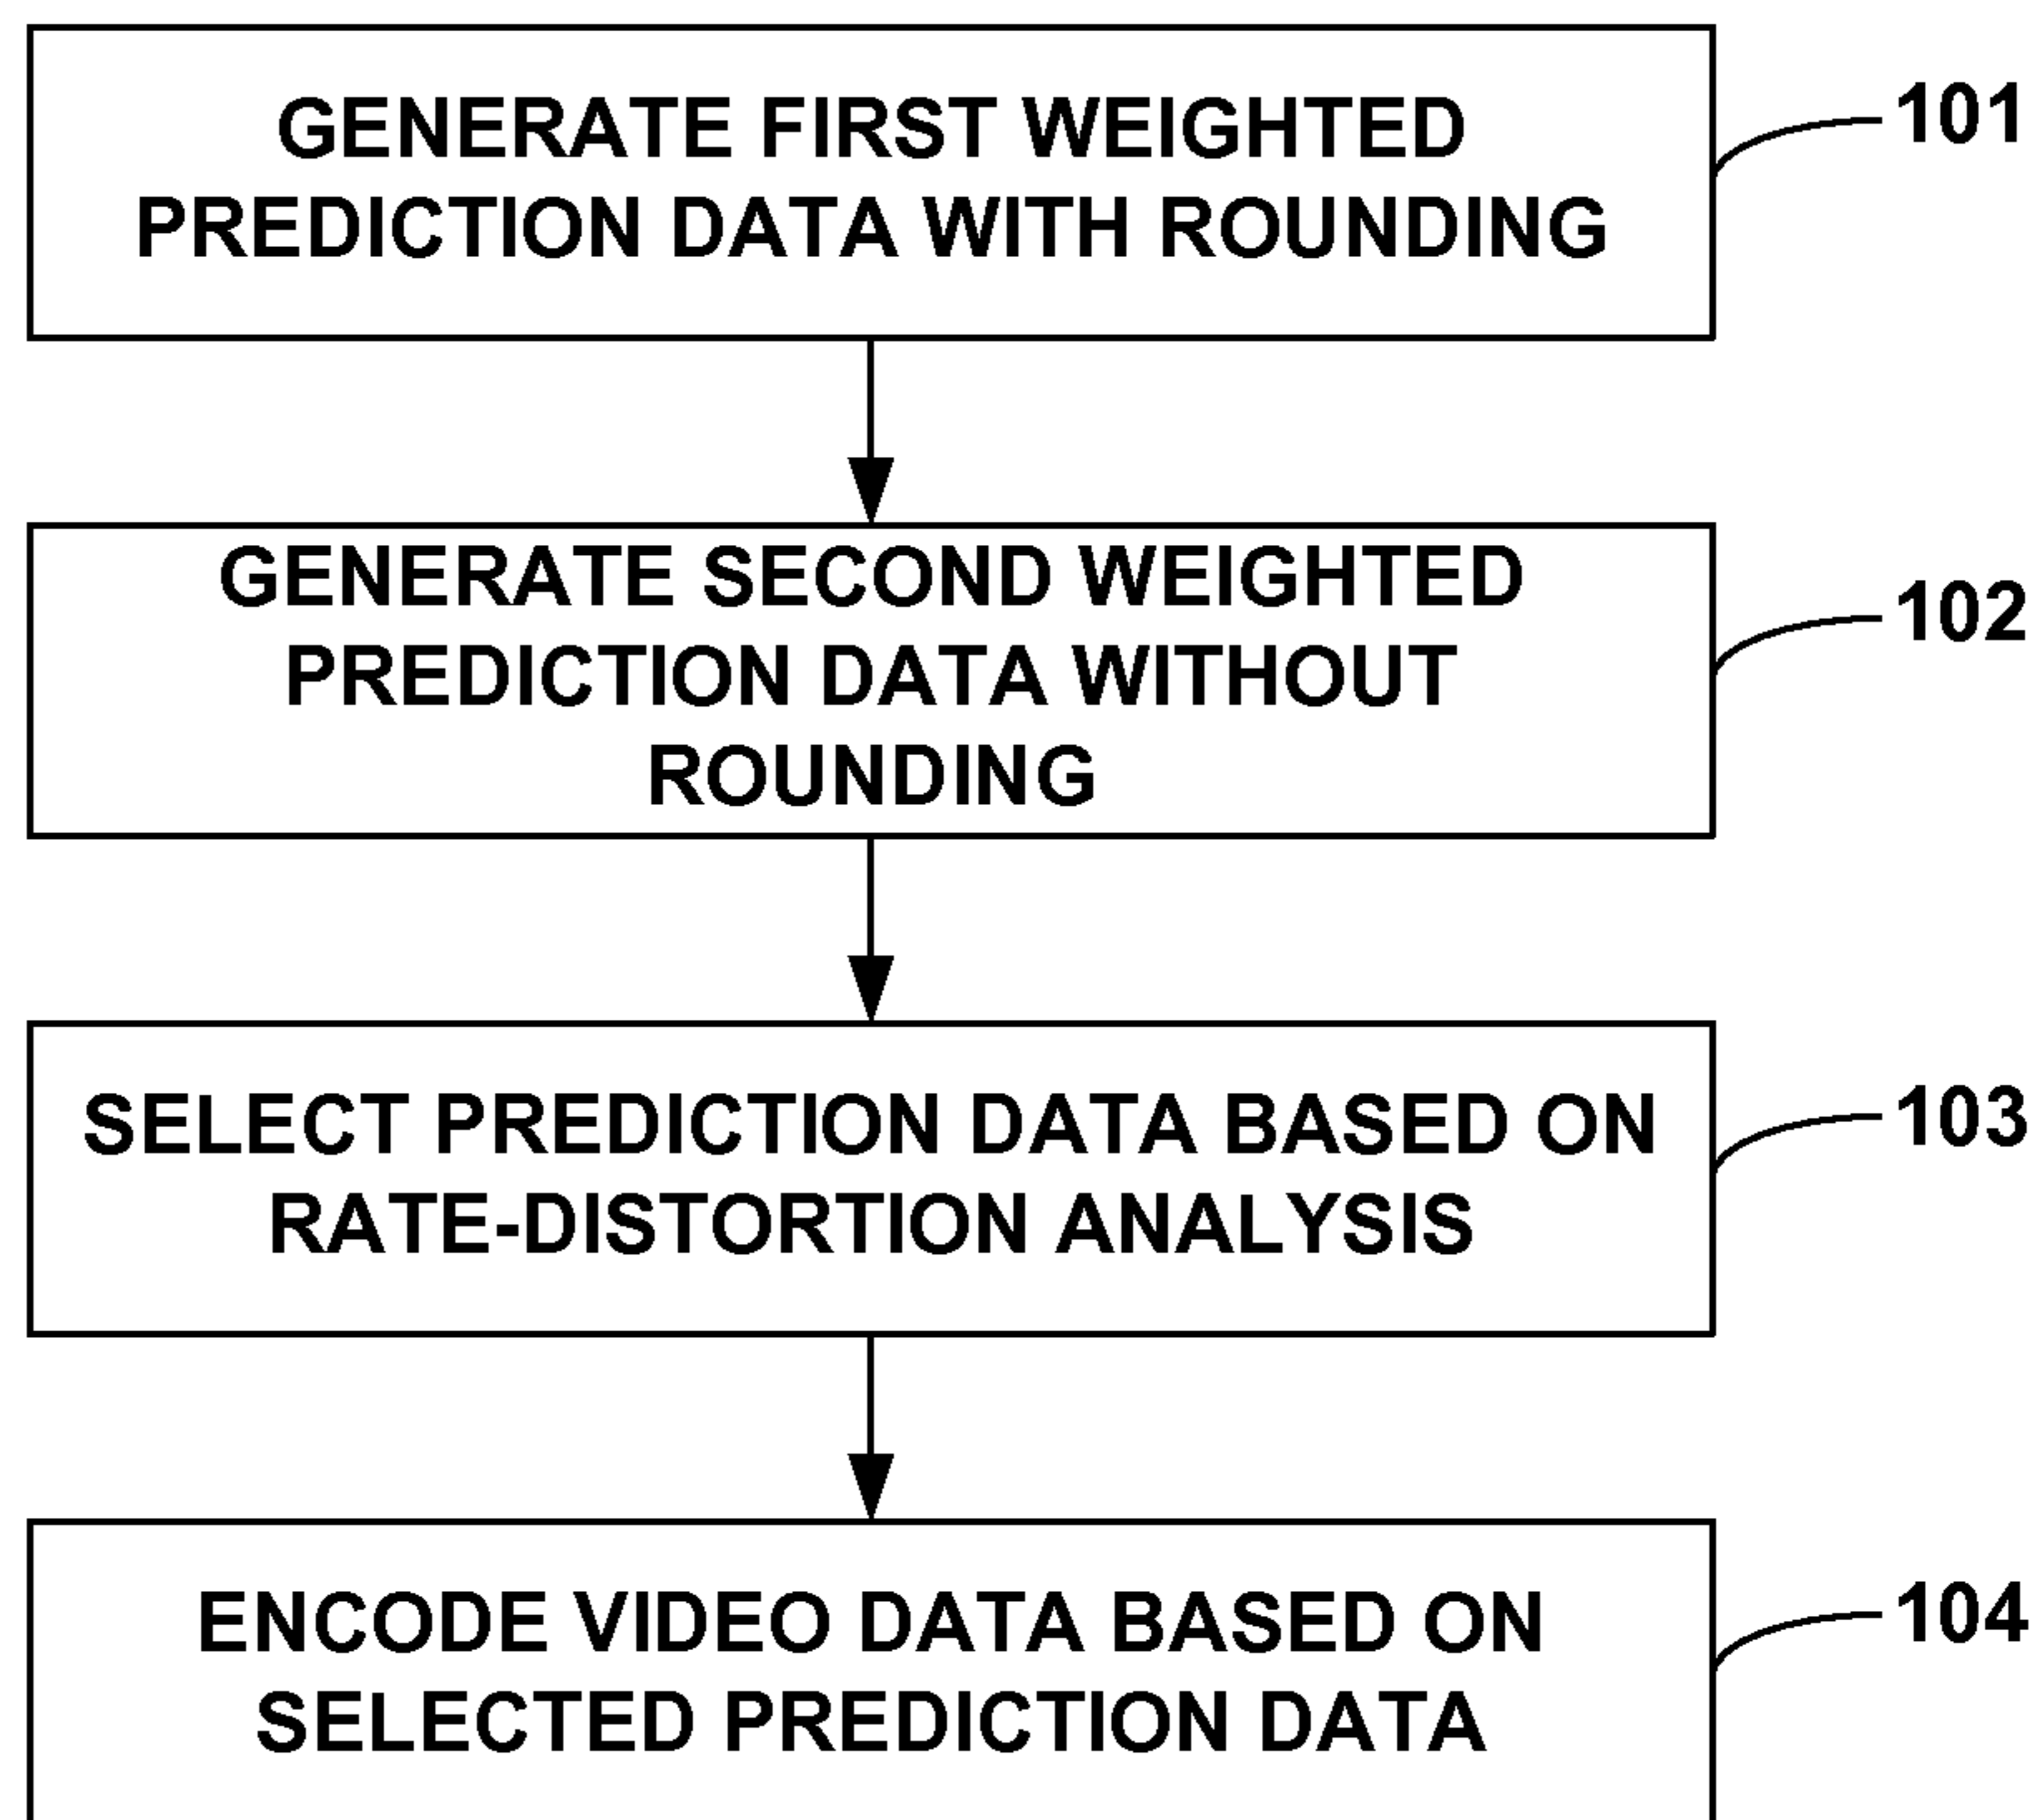 GENERATE FIRST WEIGHTED
PREDICTION DATA WITH ROUNDING
101
GENERATE SECOND WEIGHTED
PREDICTION DATA WITHOUT
ROUNDING
102
SELECT PREDICTION DATA BASED ON
RATE-DISTORTION ANALYSIS
103
ENCODE VIDEO DATA BASED ON
SELECTED PREDICTION DATA
104